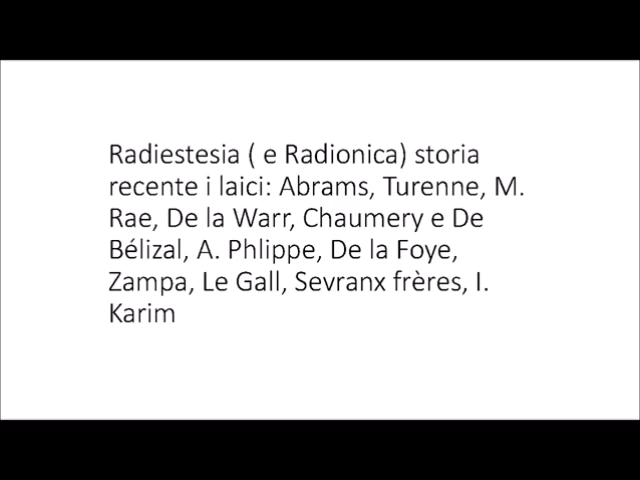 Radiestesia ( e Radionica) storia
recente i laici: Abrams, Turenne, M.
Rae, De la Warr, Chaumery e De
Bélizal, A. Phlippe, De la Foye,
Zampa, Le Gall, Sevranx frères, I.
Karim